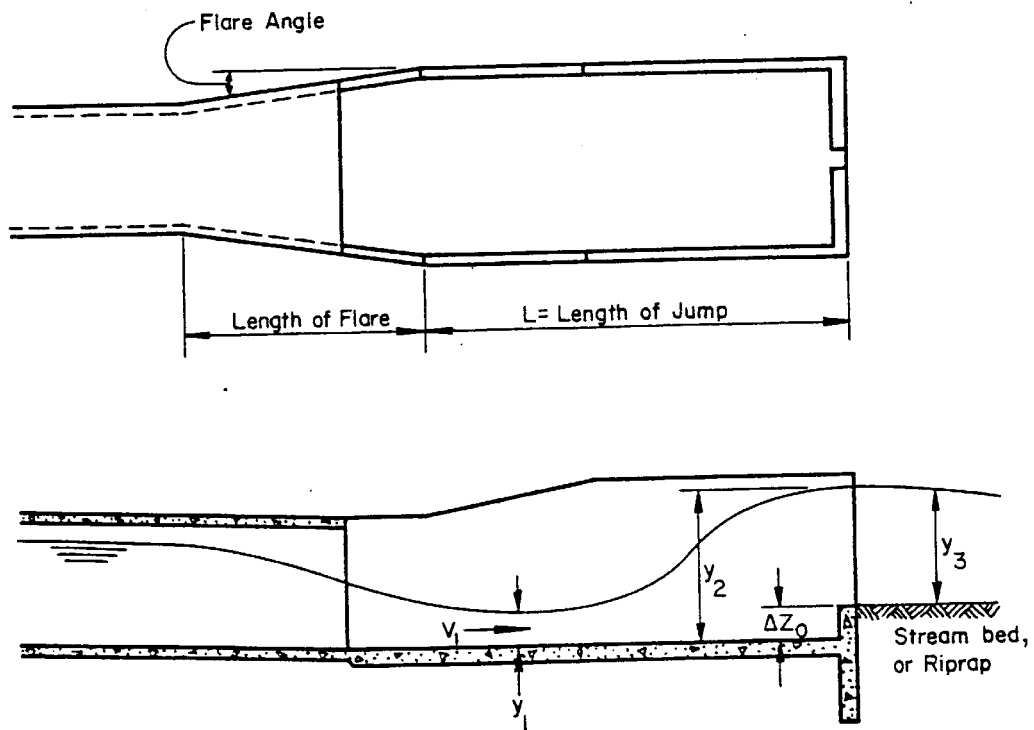 Flare Angle
Length of Flare
L= Length of Jump
y2
y3
V1
ΔZ0
y1
Stream bed,
or Riprap